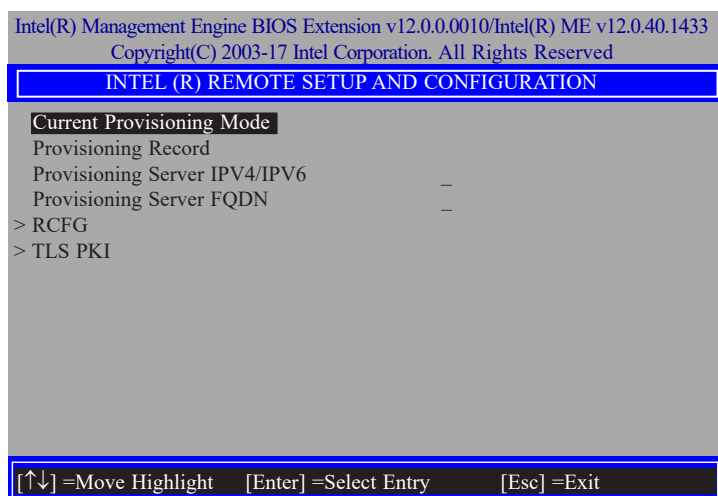 Intel(R) Management Engine BIOS Extension v12.0.0.0010/Intel(R) ME v12.0.40.1433
Copyright(C) 2003-17 Intel Corporation. All Rights Reserved
INTEL (R) REMOTE SETUP AND CONFIGURATION
Current Provisioning Mode
Provisioning Record
Provisioning Server IPV4/IPV6 _
Provisioning Server FQDN _
> RCFG
> TLS PKI
[↑↓] =Move Highlight [Enter] =Select Entry [Esc] =Exit